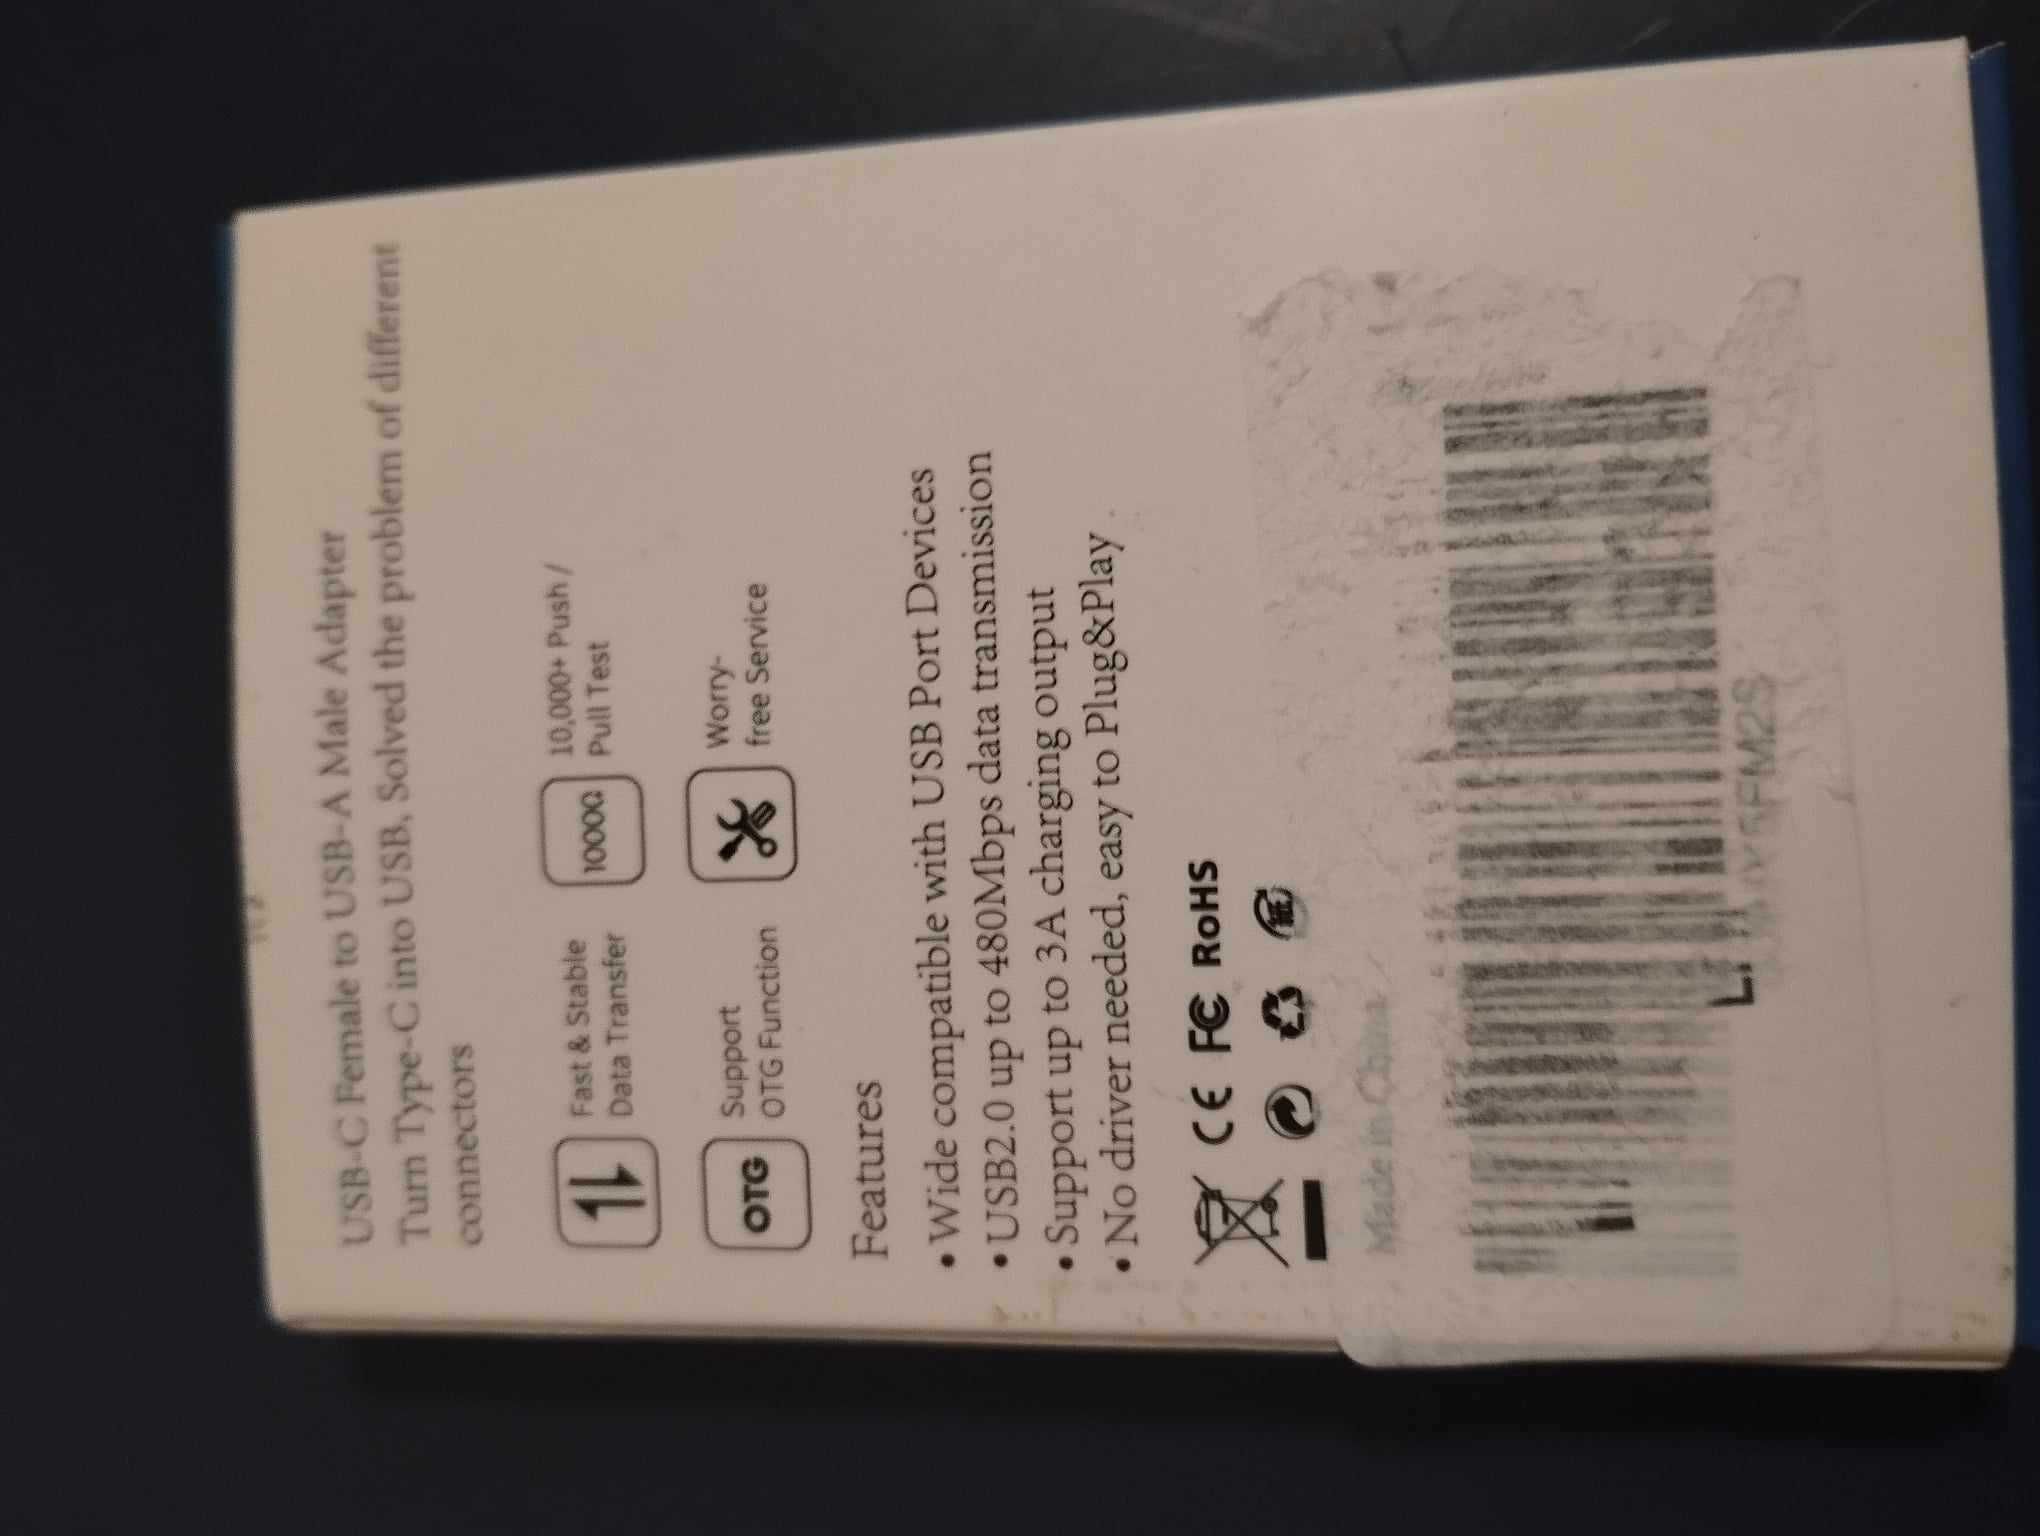 USB-C Female to USB-A Male Adapter
Turn Type-C into USB, Solved the problem of different
connectors
Fast & Stable
Data Transfer
1000Ω
10,000+ Push /
Pull Test
OTG
Support
OTG Function
Worry-
free Service
Features
• Wide compatible with USB Port Devices
• USB2.0 up to 480Mbps data transmission
• Support up to 3A charging output
• No driver needed, easy to Plug&Play
CE FC RoHS
Made in China